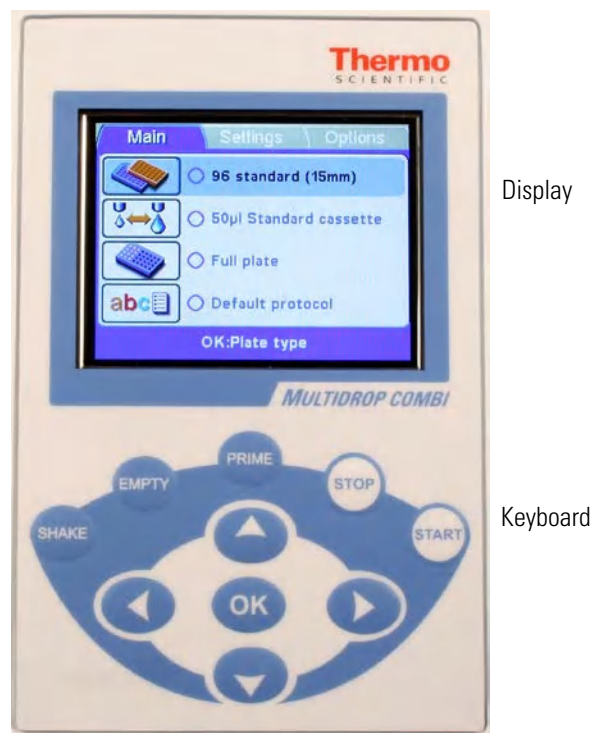 Thermo
SCIENTIFIC
Main Settings Options
96 standard (15mm)
50µl Standard cassette
Full plate
abc Default protocol
OK:Plate type
MULTIDROP COMBI
Display
PRIME
EMPTY STOP
SHAKE START
OK
Keyboard